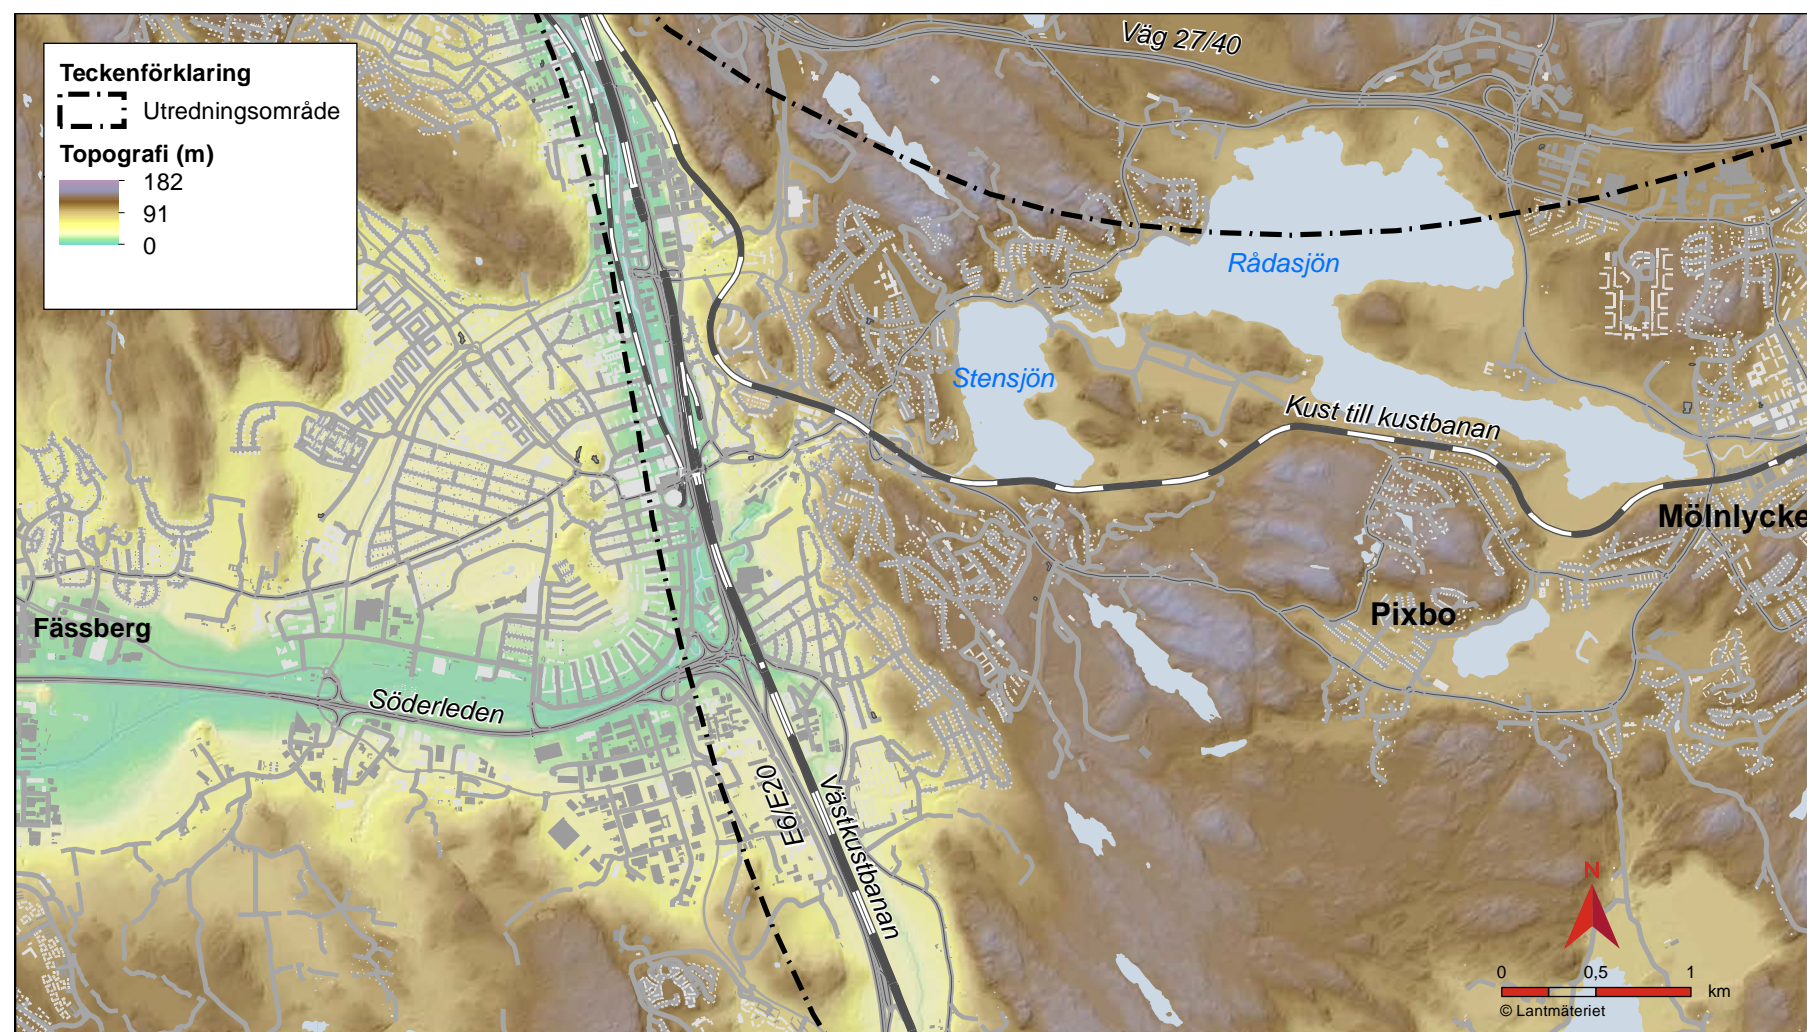 Teckenförklaring
Utredningsområde
Topografi (m)
182
91
0
Väg 27/40
Rådasjön
Stensjön
Kust till kustbanan
Mölnlycke
Pixbo
Fässberg
Söderleden
E6/E20
Västkustbanan
N
0 0,5 1
km
© Lantmäteriet